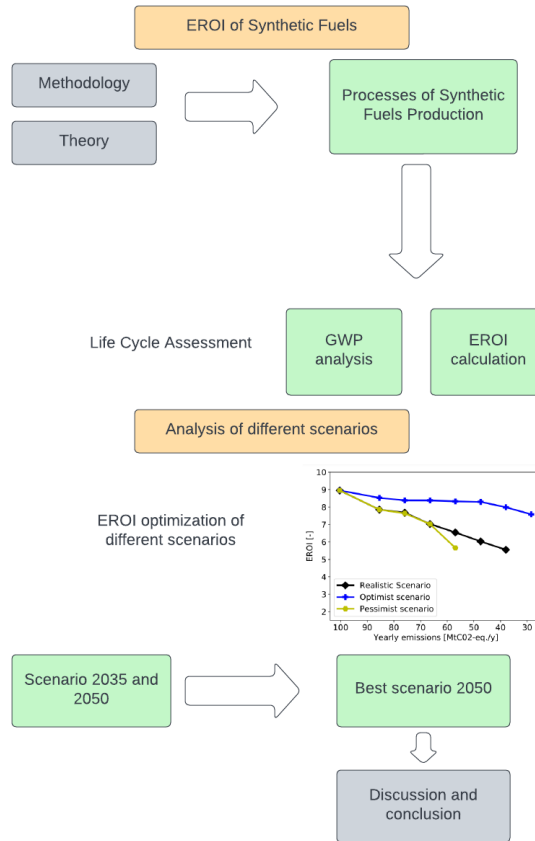 EROI of Synthetic Fuels
Methodology
Theory
Processes of Synthetic
Fuels Production
Life Cycle Assessment
GWP
analysis
EROI
calculation
Analysis of different scenarios
EROI optimization of
different scenarios
10
9
8
7
6
5
4
3
2
EROI [-]
Realistic Scenario
Optimist scenario
Pessimist scenario
100 90 80 70 60 50 40 30
Yearly emissions [MtC02-eq./y]
Scenario 2035 and
2050
Best scenario 2050
Discussion and
conclusion